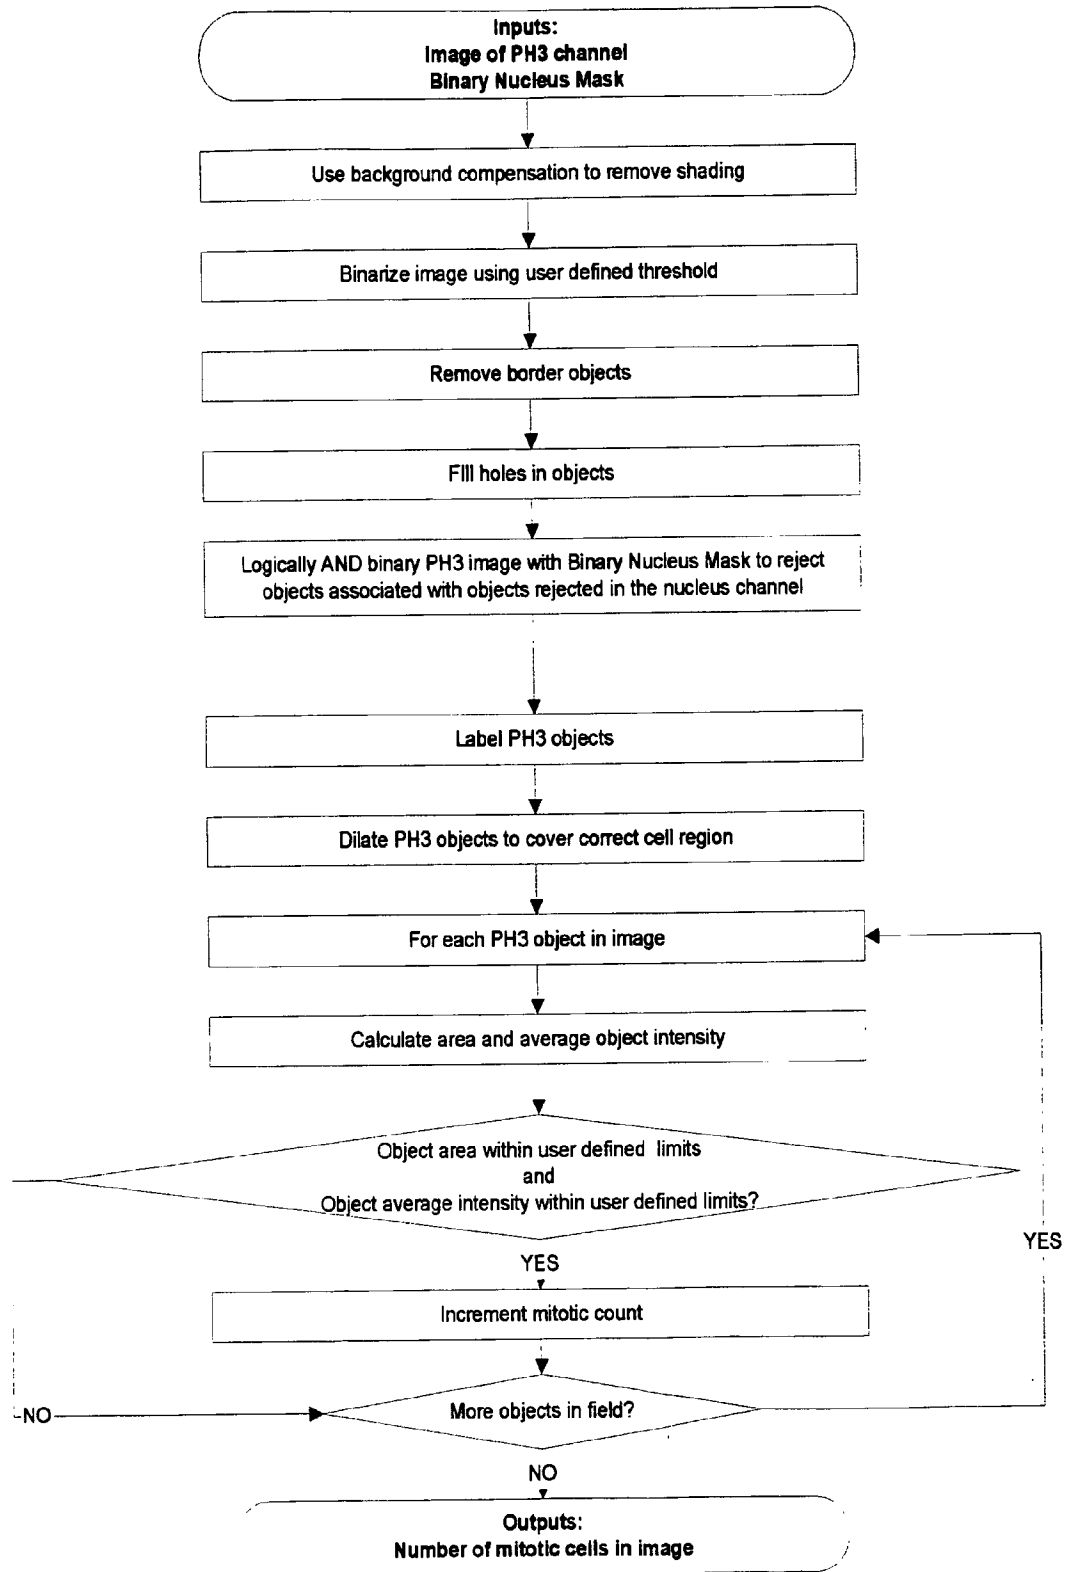 Inputs:
Image of PH3 channel
Binary Nucleus Mask
Use background compensation to remove shading
Binarize image using user defined threshold
Remove border objects
Fill holes in objects
Logically AND binary PH3 image with Binary Nucleus Mask to reject
objects associated with objects rejected in the nucleus channel
Label PH3 objects
Dilate PH3 objects to cover correct cell region
For each PH3 object in image
Calculate area and average object intensity
Object area within user defined limits
and
Object average intensity within user defined limits?
YES
YES
Increment mitotic count
NO
More objects in field?
NO
Outputs:
Number of mitotic cells in image